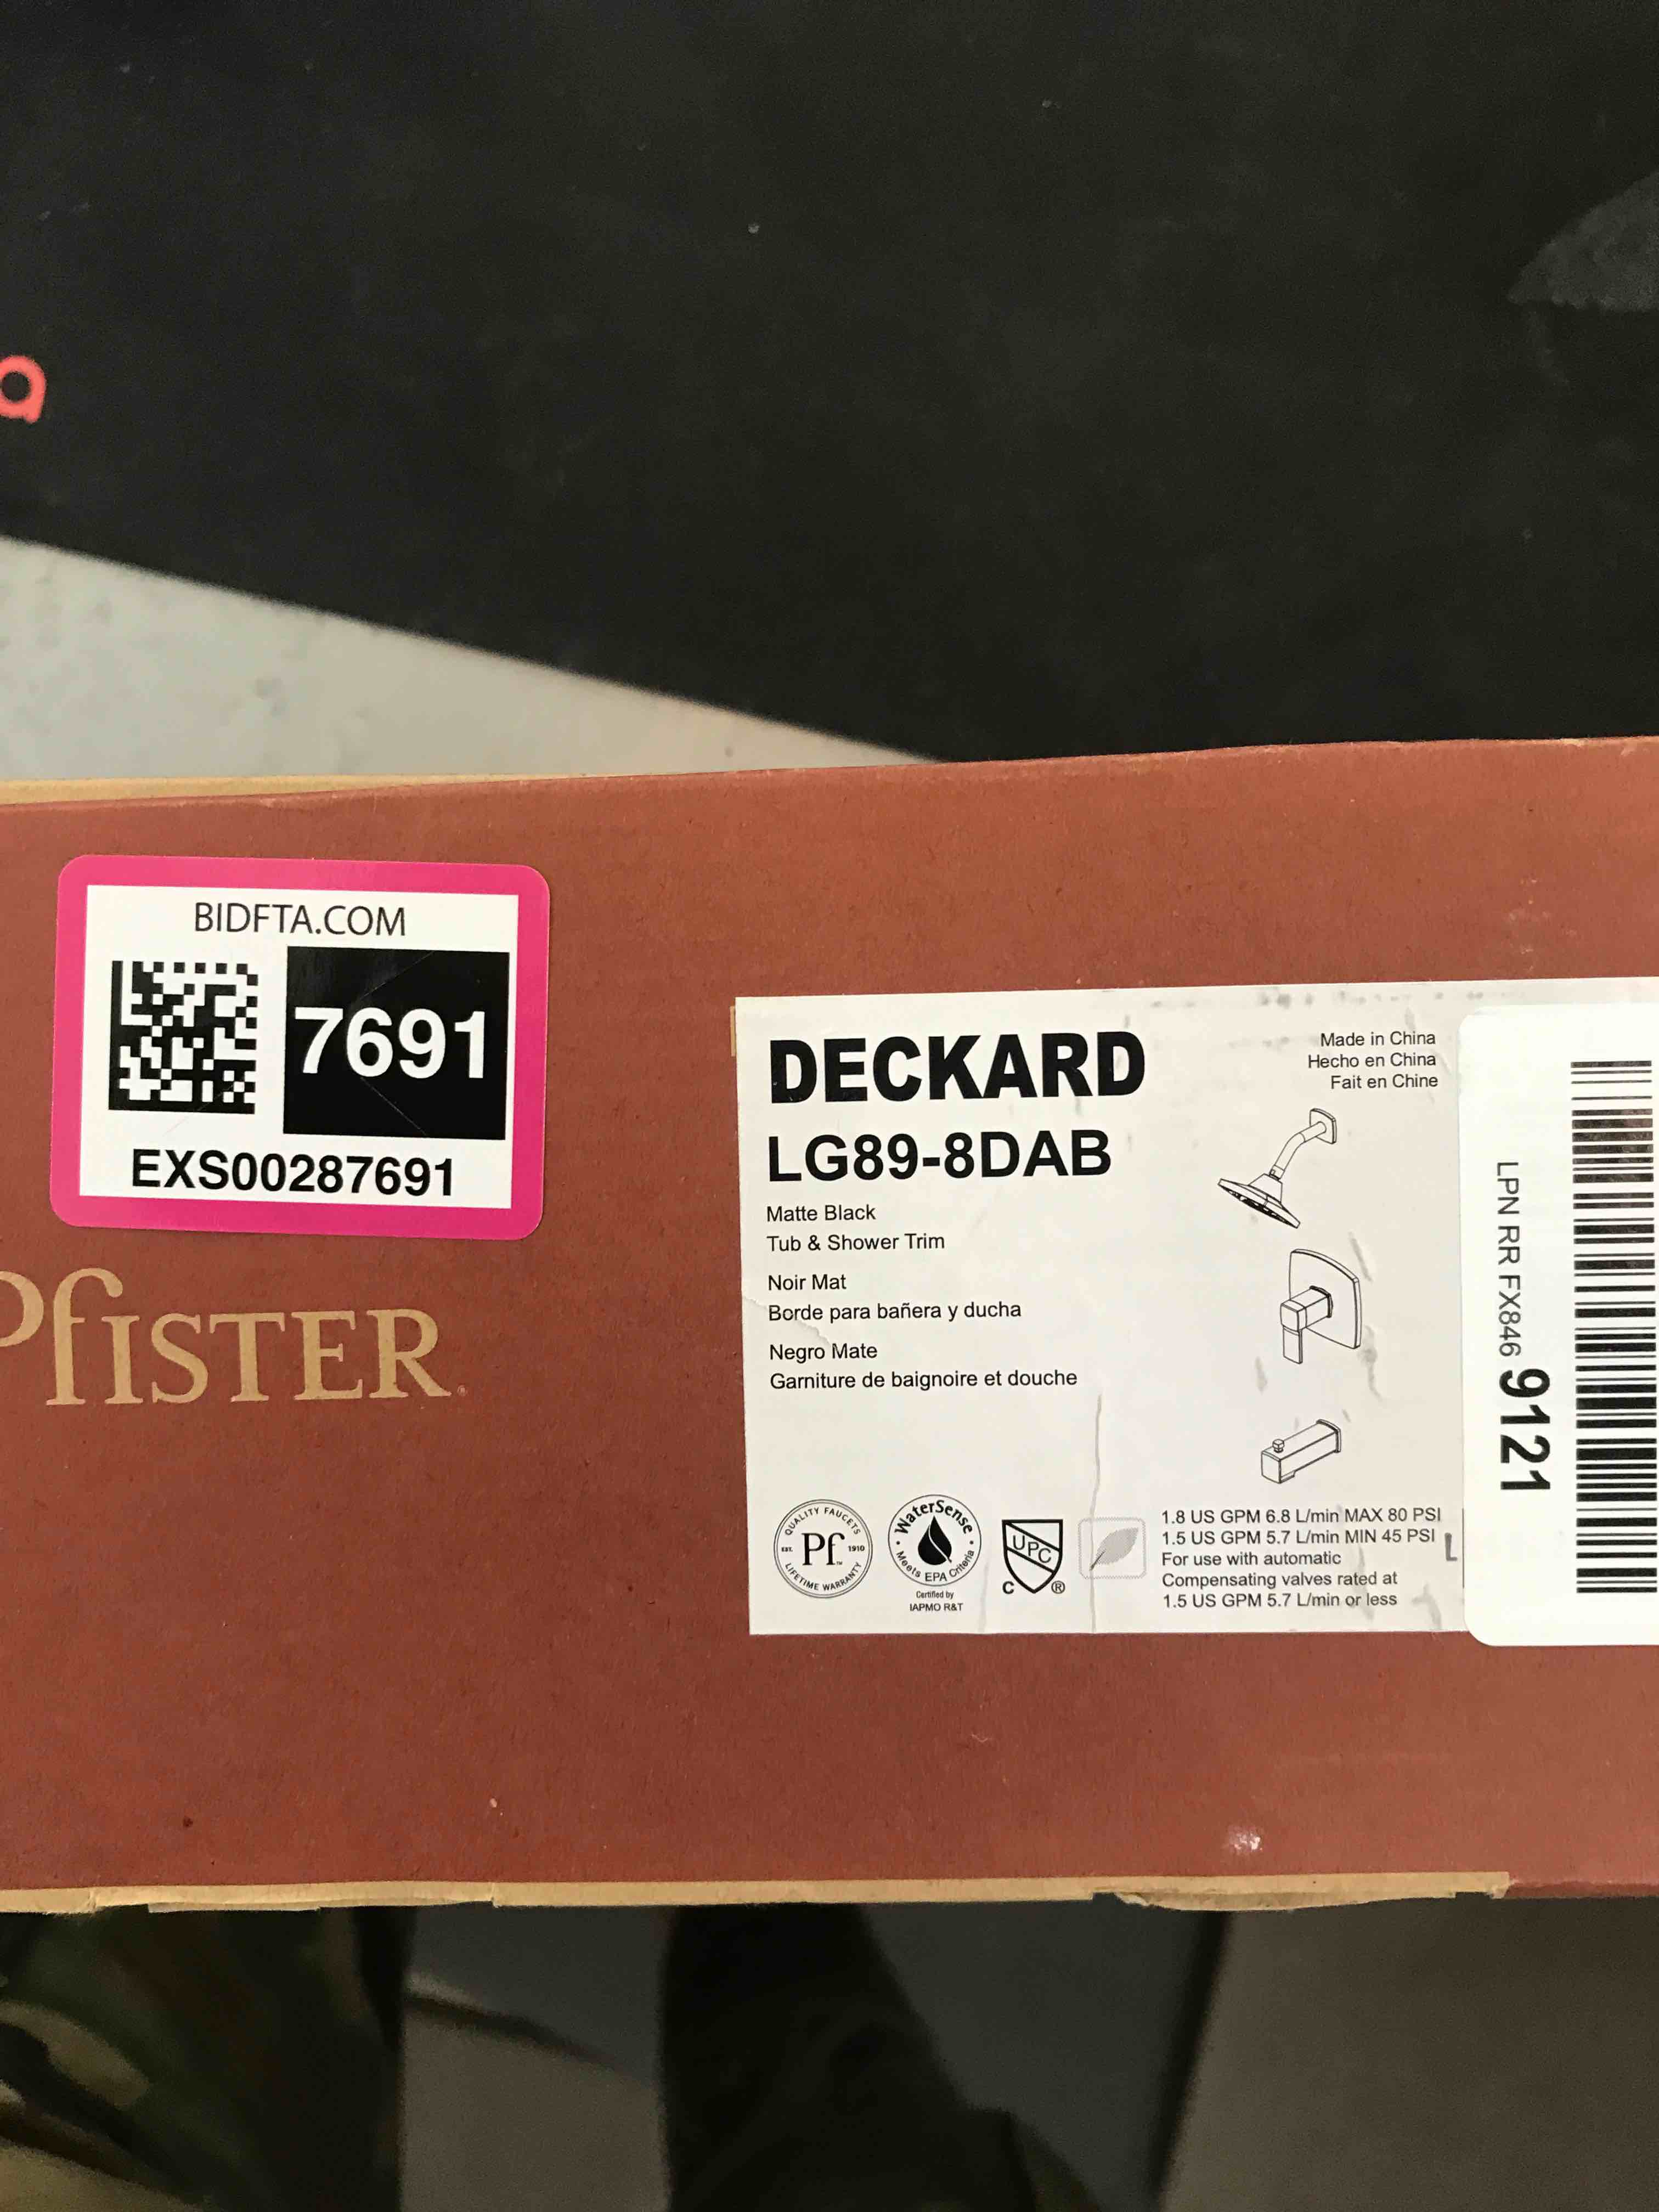 a
BIDFTA.COM
7691
EXS00287691
Pfister
DECKARD
LG89-8DAB
Matte Black
Tub & Shower Trim
Noir Mat
Borde para bañera y ducha
Negro Mate
Garniture de baignoire et douche
Made in China
Hecho en China
Fait en Chine
QUALITY FAUCETS
EST. Pf™ 1910
LIFETIME WARRANTY
WaterSense
Meets EPA Criteria
Certified by
IAPMO R&T
UPC
C ®
1.8 US GPM 6.8 L/min MAX 80 PSI
1.5 US GPM 5.7 L/min MIN 45 PSI
For use with automatic
Compensating valves rated at
1.5 US GPM 5.7 L/min or less
L
LPN RR FX846 9121